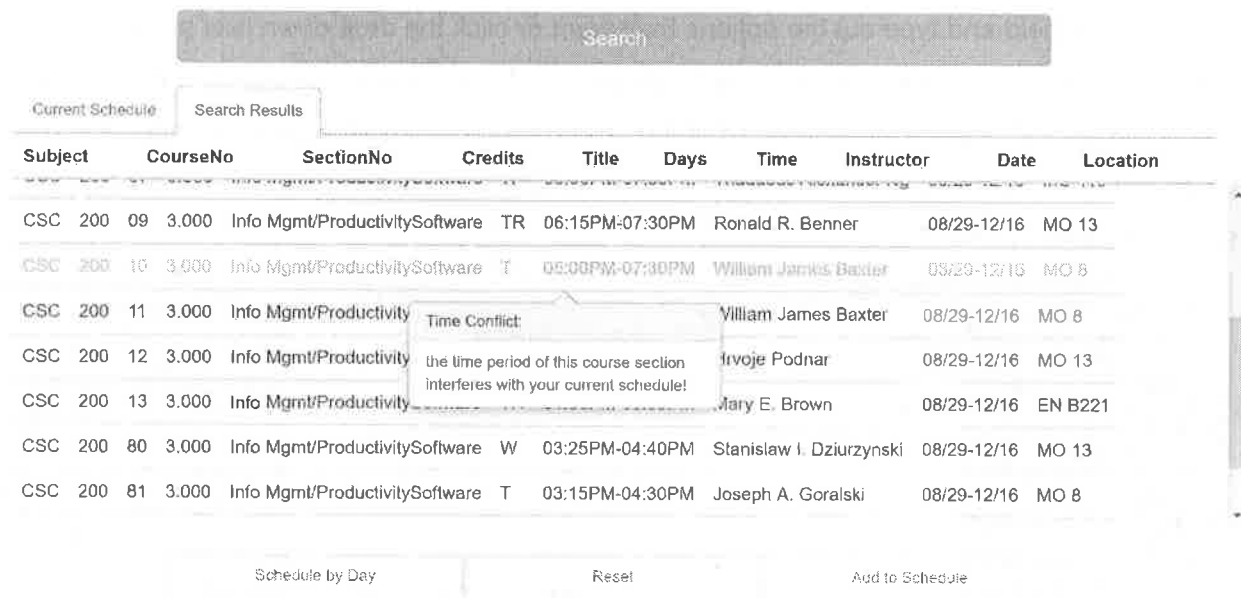 Search
Current Schedule Search Results
Subject CourseNo SectionNo Credits Title Days Time Instructor Date Location
CSC 200 09 3.000 Info Mgmt/ProductivitySoftware TR 06:15PM-07:30PM Ronald R. Benner 08/29-12/16 MO 13
CSC 200 10 3.000 Info Mgmt/ProductivitySoftware T 05:00PM-07:30PM William James Baxter 08/29-12/16 MO 8
CSC 200 11 3.000 Info Mgmt/Productivity William James Baxter 08/29-12/16 MO 8
Time Conflict:
CSC 200 12 3.000 Info Mgmt/Productivity Hrvoje Podnar 08/29-12/16 MO 13
the time period of this course section
interferes with your current schedule!
CSC 200 13 3.000 Info Mgmt/Productivity Mary E. Brown 08/29-12/16 EN B221
CSC 200 80 3.000 Info Mgmt/ProductivitySoftware W 03:25PM-04:40PM Stanislaw I. Dziurzynski 08/29-12/16 MO 13
CSC 200 81 3.000 Info Mgmt/ProductivitySoftware T 03:15PM-04:30PM Joseph A. Goralski 08/29-12/16 MO 8
Schedule by Day Reset Add to Schedule